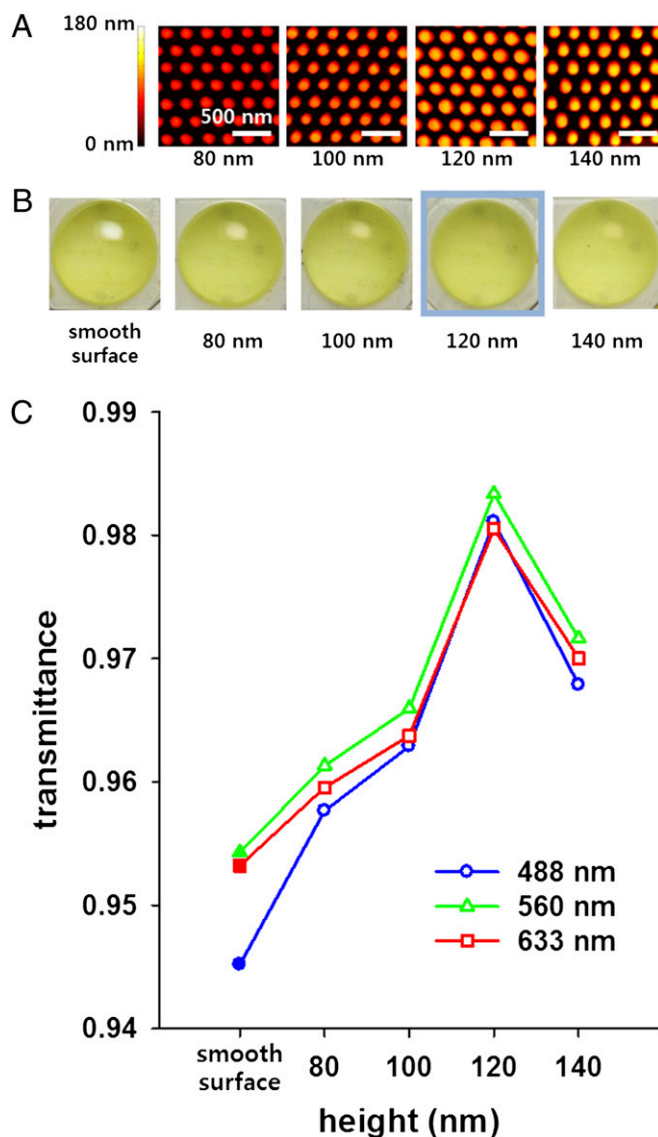 A
180 nm
0 nm
500 nm
80 nm 100 nm 120 nm 140 nm
B
smooth surface 80 nm 100 nm 120 nm 140 nm
C
0.99
0.98
0.97
0.96
0.95
0.94
transmittance
488 nm
560 nm
633 nm
smooth surface 80 100 120 140
height (nm)